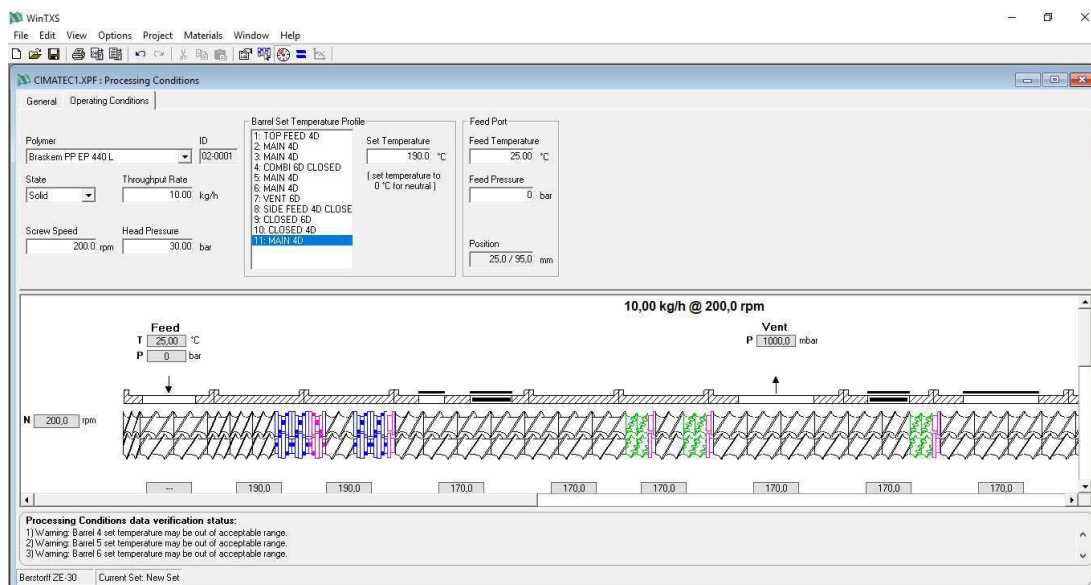 WinTXS
File Edit View Options Project Materials Window Help
CIMATEC1.XPF : Processing Conditions
General Operating Conditions
Polymer ID
Braskem PP EP 440 L 02-0001
State Throughput Rate
Solid 10.00 kg/h
Screw Speed Head Pressure
200.0 rpm 30.00 bar
Barrel Set Temperature Profile
1: TOP FEED 4D
2: MAIN 4D
3: MAIN 4D
4: COMBI 6D CLOSED
5: MAIN 4D
6: MAIN 4D
7: VENT 6D
8: SIDE FEED 4D CLOSE
9: CLOSED 6D
10: CLOSED 4D
11: MAIN 4D
Set Temperature
190.0 °C
( set temperature to
0 °C for neutral )
Feed Port
Feed Temperature
25.00 °C
Feed Pressure
0 bar
Position
25,0 / 95,0 mm
10,00 kg/h @ 200,0 rpm
Feed
T 25,00 °C
P 0 bar
Vent
P 1000,0 mbar
N 200,0 rpm
--- 190,0 190,0 170,0 170,0 170,0 170,0 170,0 170,0
Processing Conditions data verification status:
1) Warning: Barrel 4 set temperature may be out of acceptable range.
2) Warning: Barrel 5 set temperature may be out of acceptable range.
3) Warning: Barrel 6 set temperature may be out of acceptable range.
Berstorff ZE-30 Current Set: New Set